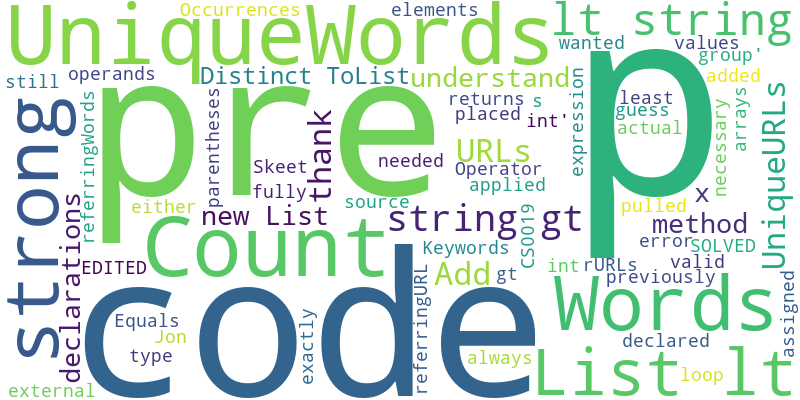 Occurrences
elements
UniqueWords
lt string
wanted
values
group'
still
operands
Distinct ToList
understand
added
pre
p
strong
referringWords
parentheses
thank
Skeet
fully
returns
s
placed
int'
expression
least
guess
actual
necessary
arrays
UniqueURLs
URLs
needed
Operator
applied
source
either
new List
string gt
x
pulled
method
declarations
Count
Keywords
CS0019
error
SOLVED
EDITED
Add
gt
int
rURLs
valid
previously
assigned
code
referringURL
exactly
Equals
Jon
type
Words
declared
always
List lt
loop
external